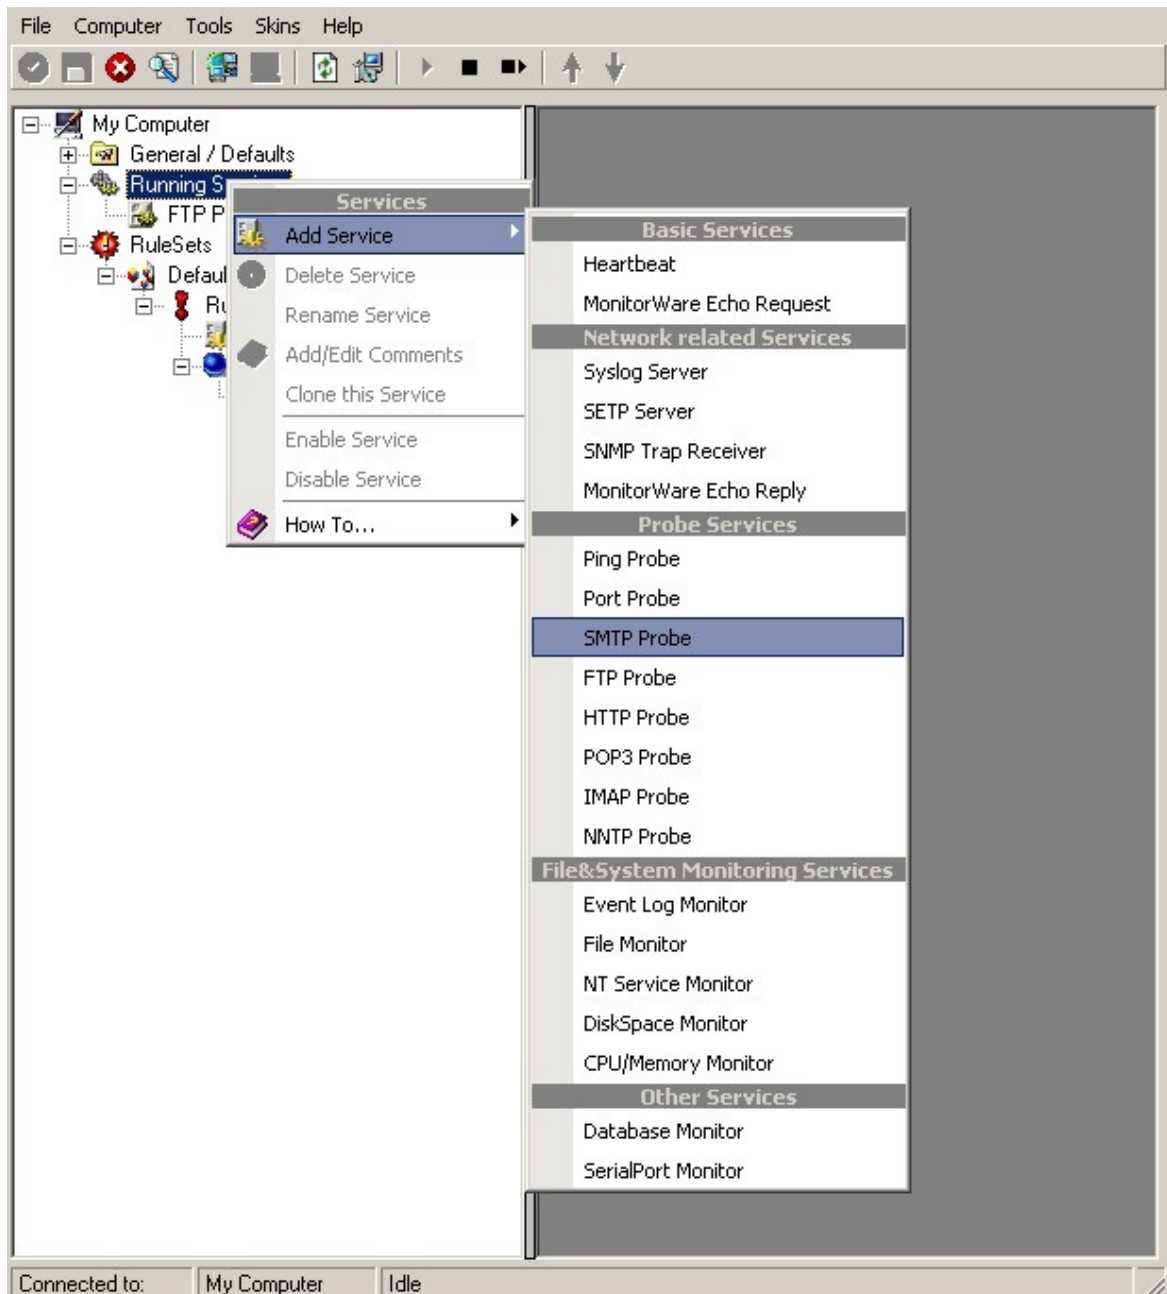 File Computer Tools Skins Help
My Computer
General / Defaults
Running S
FTP P
RuleSets
Defaul
Ru
Services
Add Service
Delete Service
Rename Service
Add/Edit Comments
Clone this Service
Enable Service
Disable Service
How To...
Basic Services
Heartbeat
MonitorWare Echo Request
Network related Services
Syslog Server
SETP Server
SNMP Trap Receiver
MonitorWare Echo Reply
Probe Services
Ping Probe
Port Probe
SMTP Probe
FTP Probe
HTTP Probe
POP3 Probe
IMAP Probe
NNTP Probe
File&System Monitoring Services
Event Log Monitor
File Monitor
NT Service Monitor
DiskSpace Monitor
CPU/Memory Monitor
Other Services
Database Monitor
SerialPort Monitor
Connected to: My Computer Idle